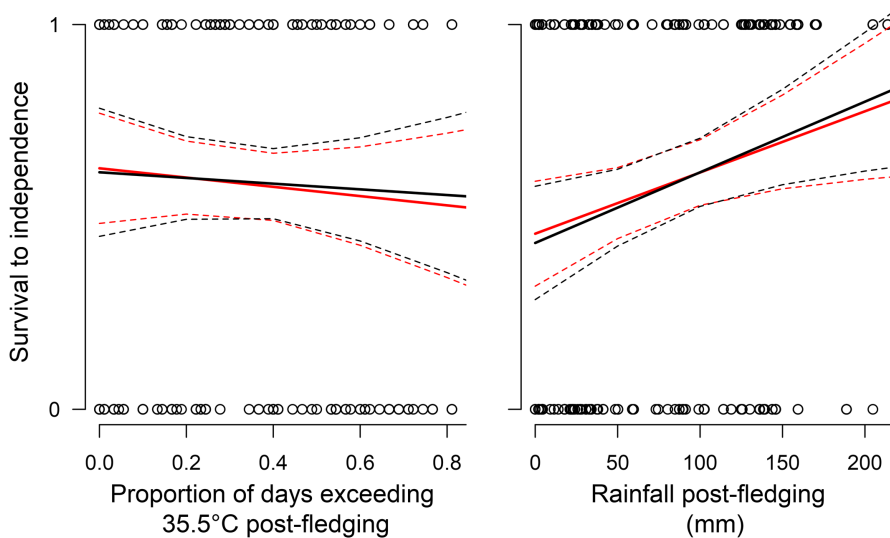 Survival to independence
1
0
0.0 0.2 0.4 0.6 0.8
Proportion of days exceeding
35.5°C post-fledging
0 50 100 150 200
Rainfall post-fledging
(mm)